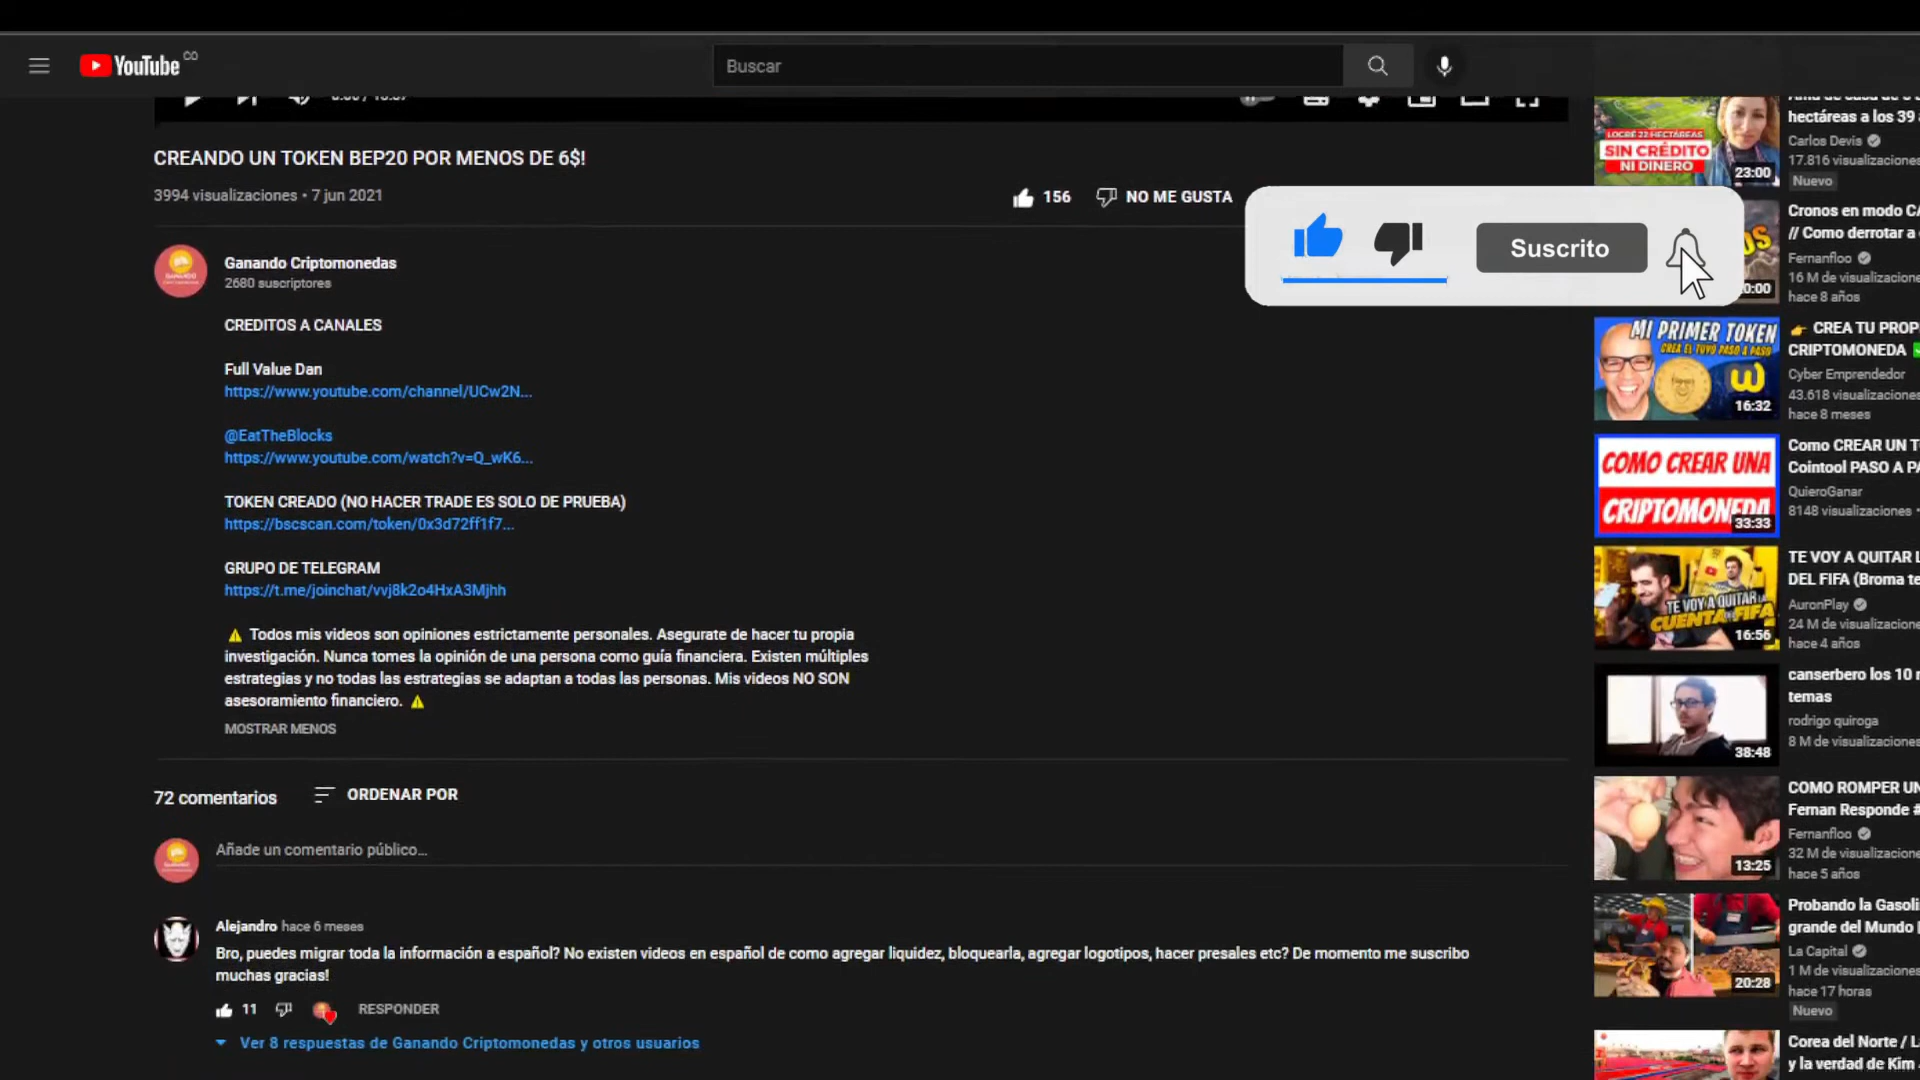 YouTube CO
Buscar
CREANDO UN TOKEN BEP20 POR MENOS DE 6$!
3994 visualizaciones • 7 jun 2021
156
NO ME GUSTA
Suscrito
Ganando Criptomonedas
2680 suscriptores
CREDITOS A CANALES
Full Value Dan
https://www.youtube.com/channel/UCw2N...
@EatTheBlocks
https://www.youtube.com/watch?v=Q_wK6...
TOKEN CREADO (NO HACER TRADE ES SOLO DE PRUEBA)
https://bscscan.com/token/0x3d72ff1f7...
GRUPO DE TELEGRAM
https://t.me/joinchat/vvj8k2o4HxA3Mjhh
⚠ Todos mis videos son opiniones estrictamente personales. Asegurate de hacer tu propia
investigación. Nunca tomes la opinión de una persona como guía financiera. Existen múltiples
estrategias y no todas las estrategias se adaptan a todas las personas. Mis videos NO SON
asesoramiento financiero. ⚠
MOSTRAR MENOS
72 comentarios
ORDENAR POR
Añade un comentario público...
Alejandro hace 6 meses
Bro, puedes migrar toda la información a español? No existen videos en español de como agregar liquidez, bloquearla, agregar logotipos, hacer presales etc? De momento me suscribo
muchas gracias!
11
RESPONDER
Ver 8 respuestas de Ganando Criptomonedas y otros usuarios
LOGRÉ 22 HECTÁREAS
SIN CRÉDITO
NI DINERO
23:00
hectáreas a los 39
Carlos Devis
17.816 visualizaciones
Nuevo
Cronos en modo
// Como derrotar a
Fernanfloo
16 M de visualizaciones
hace 8 años
MI PRIMER TOKEN
CREA EL TUYO PASO A PASO
16:32
👉 CREA TU
CRIPTOMONEDA
Cyber Emprendedor
43.618 visualizaciones
hace 8 meses
COMO CREAR UNA
CRIPTOMONEDA
33:33
Como CREAR UN
Cointool PASO A
QuieroGanar
8148 visualizaciones •
TE VOY A QUITAR LA
CUENTA FIFA
16:56
TE VOY A QUITAR
DEL FIFA (Broma
AuronPlay
24 M de visualizaciones
hace 4 años
38:48
canserbero los 10
temas
rodrigo quiroga
8 M de visualizaciones
13:25
COMO ROMPER UN
Fernan Responde
Fernanfloo
32 M de visualizaciones
hace 5 años
20:28
Probando la
grande del Mundo
La Capital
1 M de visualizaciones
hace 17 horas
Nuevo
Corea del Norte /
y la verdad de Kim